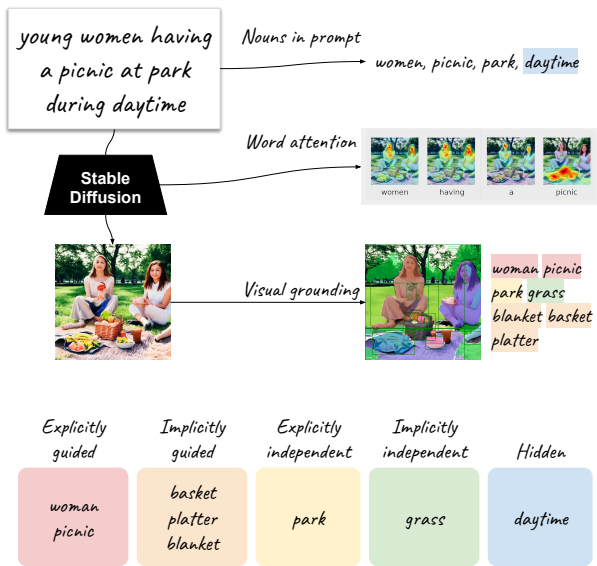 young women having
a picnic at park
during daytime
Nouns in prompt
women, picnic, park, daytime
Word attention
women having a picnic
Stable
Diffusion
Visual grounding
woman picnic
park grass
blanket basket
platter
Explicitly
guided
Implicitly
guided
Explicitly
independent
Implicitly
independent
Hidden
woman
picnic
basket
platter
blanket
park
grass
daytime